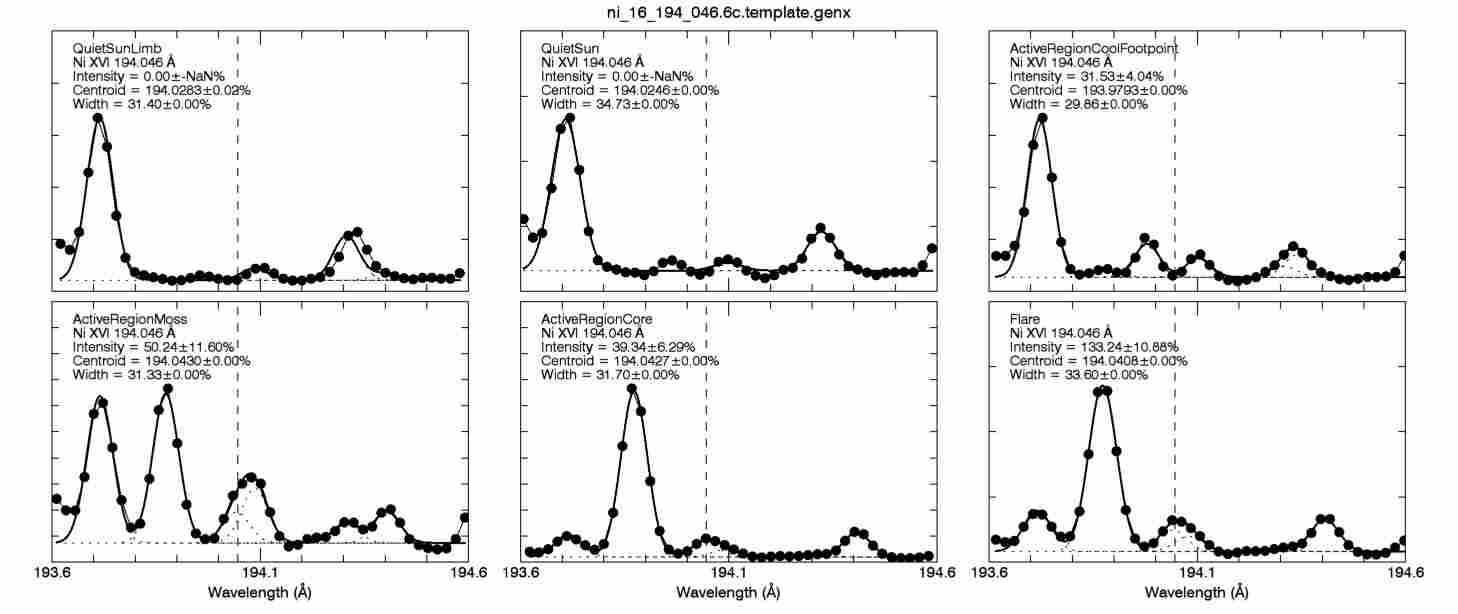 ni_16_194_046.6c.template.genx
QuietSunLimb
Ni XVI 194.046 Å
Intensity = 0.00±-NaN%
Centroid = 194.0283±0.02%
Width = 31.40±0.00%
QuietSun
Ni XVI 194.046 Å
Intensity = 0.00±-NaN%
Centroid = 194.0246±0.00%
Width = 34.73±0.00%
ActiveRegionCoolFootpoint
Ni XVI 194.046 Å
Intensity = 31.53±4.04%
Centroid = 193.9793±0.00%
Width = 29.86±0.00%
ActiveRegionMoss
Ni XVI 194.046 Å
Intensity = 50.24±11.60%
Centroid = 194.0430±0.00%
Width = 31.33±0.00%
ActiveRegionCore
Ni XVI 194.046 Å
Intensity = 39.34±6.29%
Centroid = 194.0427±0.00%
Width = 31.70±0.00%
Flare
Ni XVI 194.046 Å
Intensity = 133.24±10.88%
Centroid = 194.0408±0.00%
Width = 33.60±0.00%
193.6 194.1 194.6
193.6 194.1 194.6
193.6 194.1 194.6
Wavelength (Å)
Wavelength (Å)
Wavelength (Å)